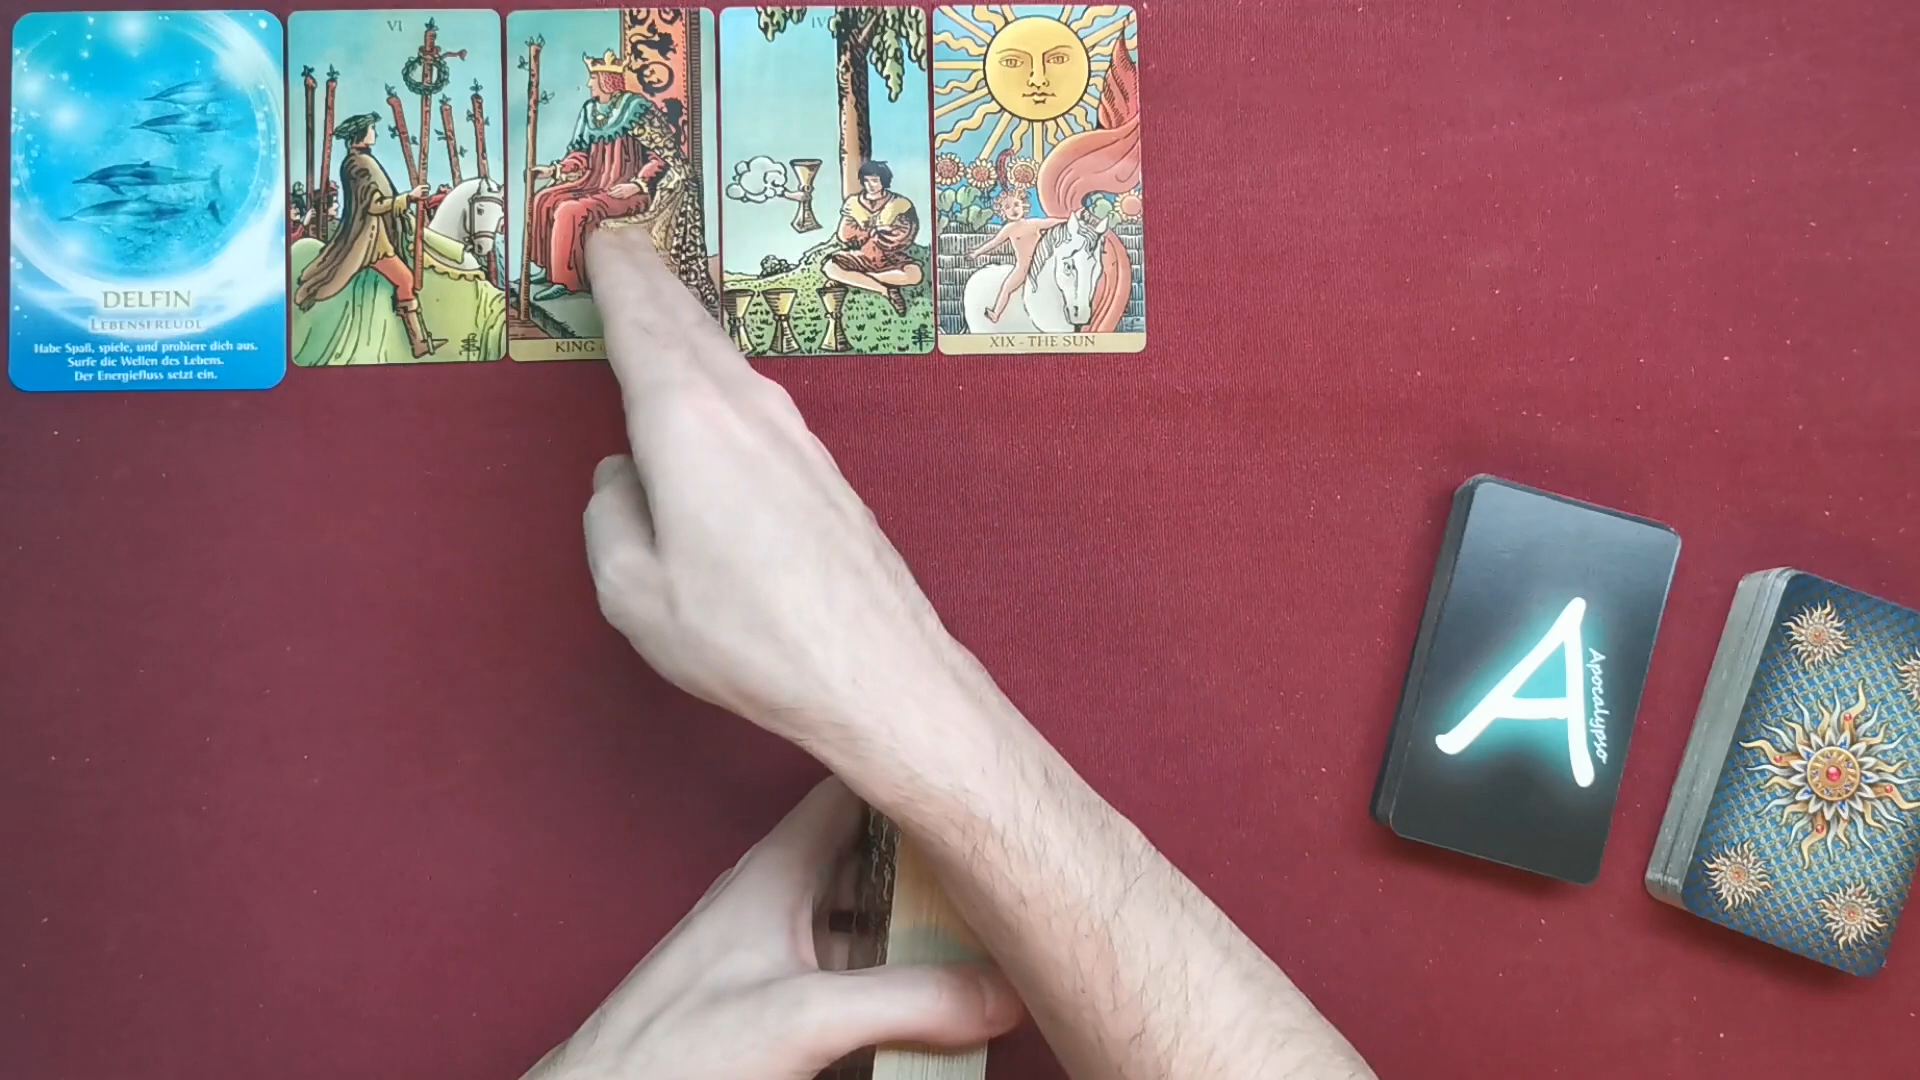 DELFIN
LEBENSFREUDE
Habe Spaß, spiele, und probiere dich aus.
Surfe die Wellen des Lebens.
Der Energiefluss setzt ein.
VI
KING
IV
XIX - THE SUN
A
Apocalypso